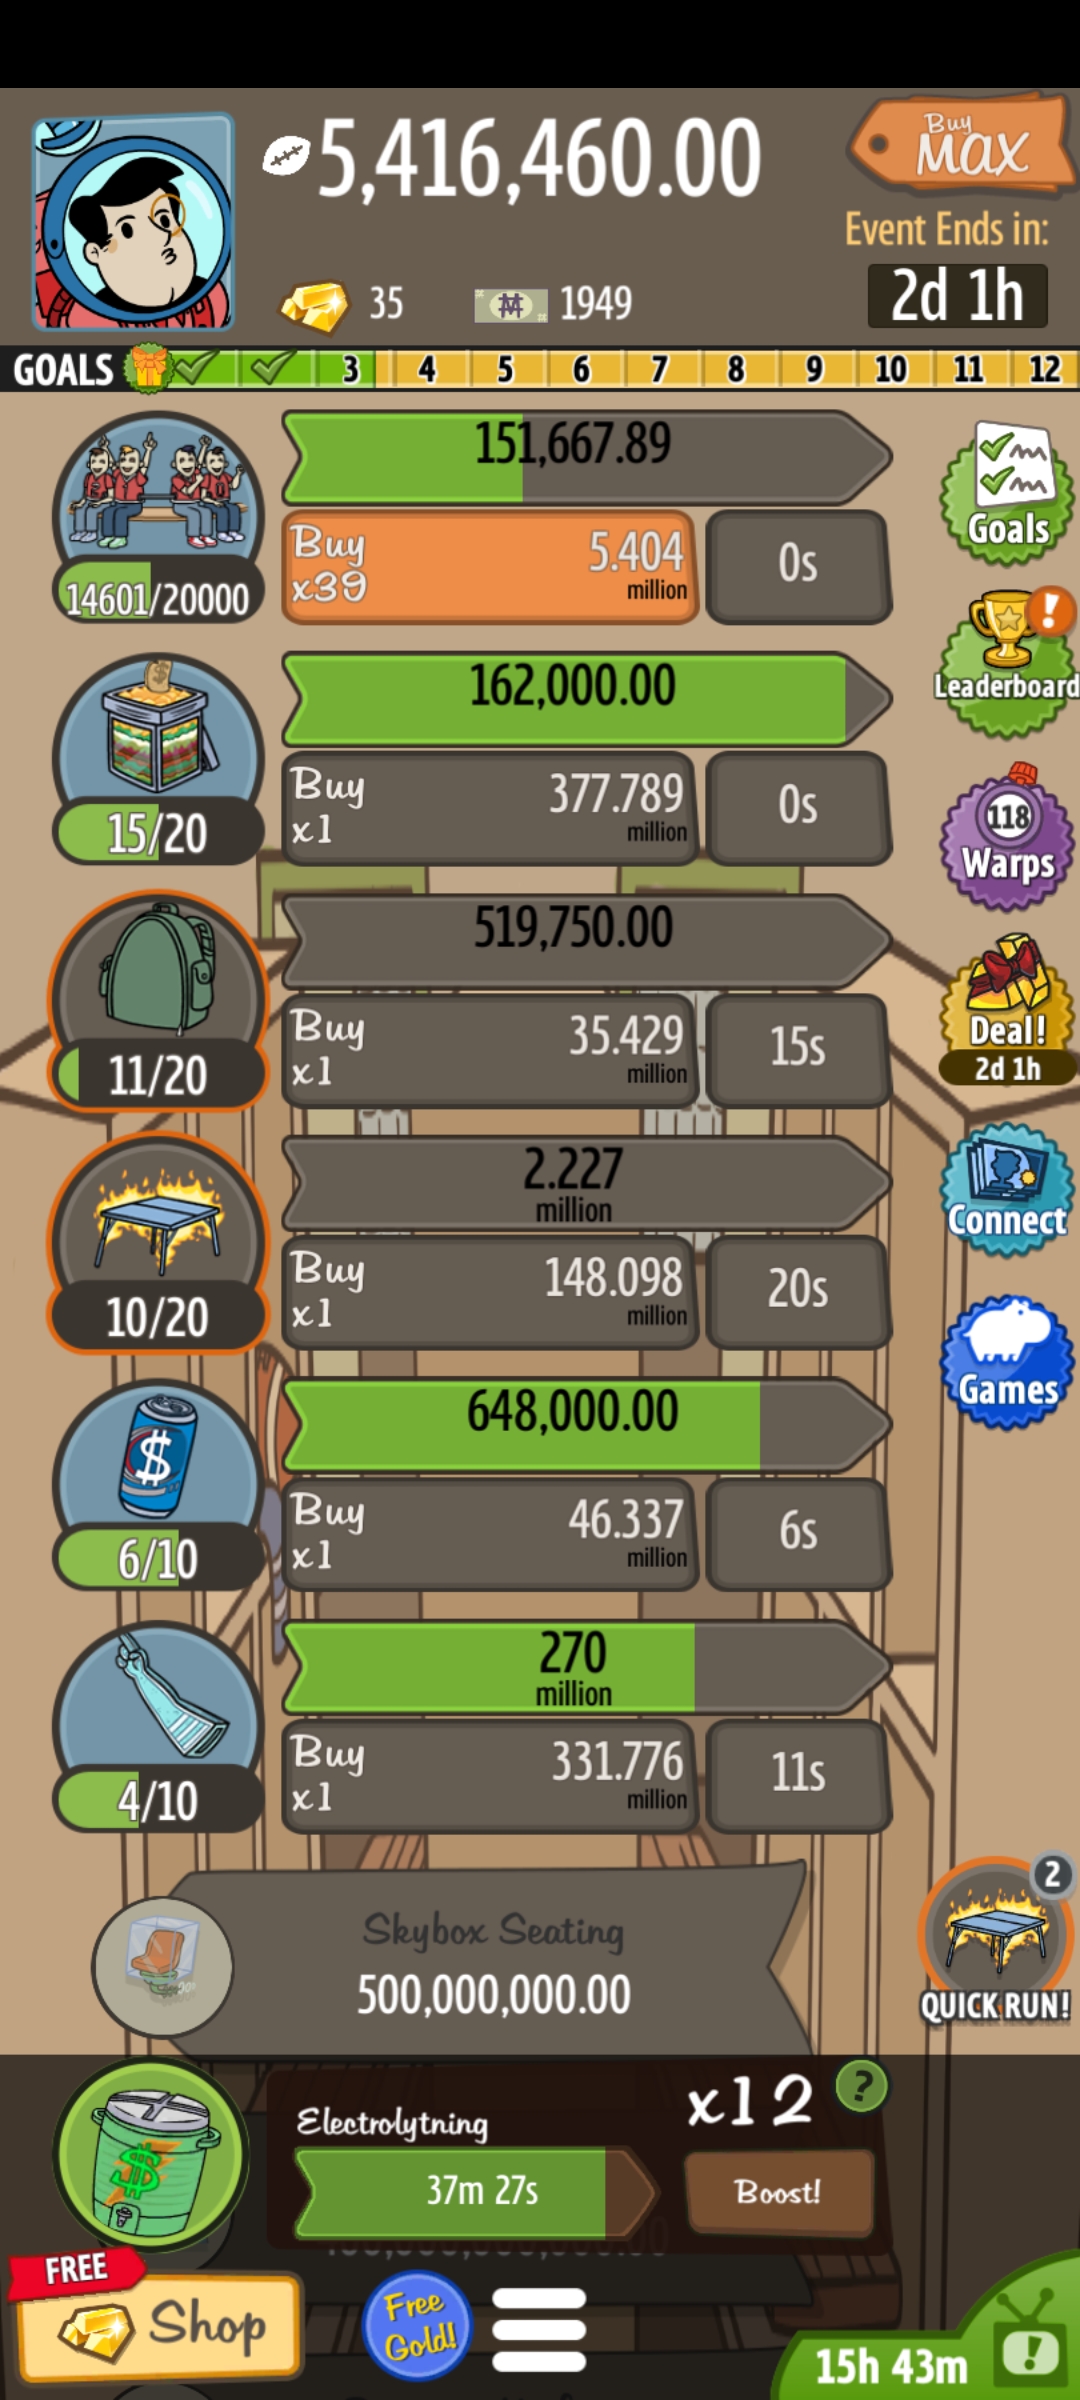 5,416,460.00
Buy
MAX
Event Ends in:
2d 1h
35
1949
GOALS 3 4 5 6 7 8 9 10 11 12
151,667.89
Buy
x39
5.404
million
0s
14601/20000
Goals
!
Leaderboard
162,000.00
Buy
x1
377.789
million
0s
15/20
118
Warps
519,750.00
Buy
x1
35.429
million
15s
11/20
Deal!
2d 1h
2.227
million
Buy
x1
148.098
million
20s
10/20
Connect
648,000.00
Buy
x1
46.337
million
6s
6/10
Games
270
million
Buy
x1
331.776
million
11s
4/10
Skybox Seating
500,000,000.00
2
QUICK RUN!
Electrolytning
x12
?
37m 27s
Boost!
FREE
Shop
Free
Gold!
15h 43m
!